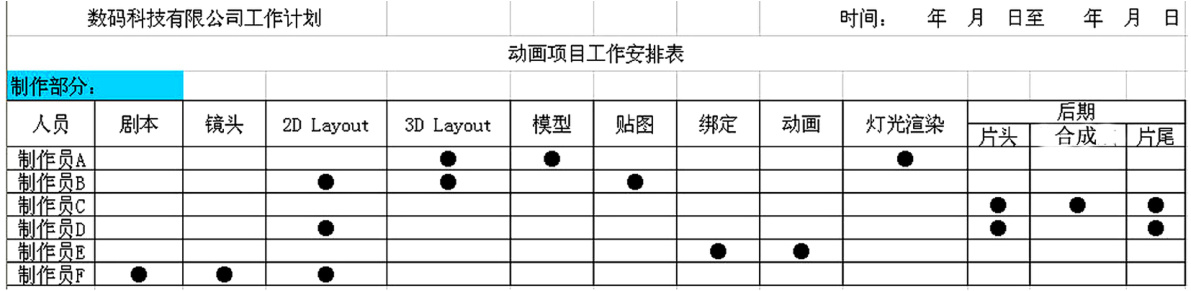 数码科技有限公司工作计划 时间： 年 月 日至 年 月 日
动画项目工作安排表
制作部分：
人员 剧本 镜头 2D Layout 3D Layout 模型 贴图 绑定 动画 灯光渲染 后期
片头 合成 片尾
制作员A ● ● ●
制作员B ● ● ●
制作员C ● ● ●
制作员D ● ● ●
制作员E ● ●
制作员F ● ● ●